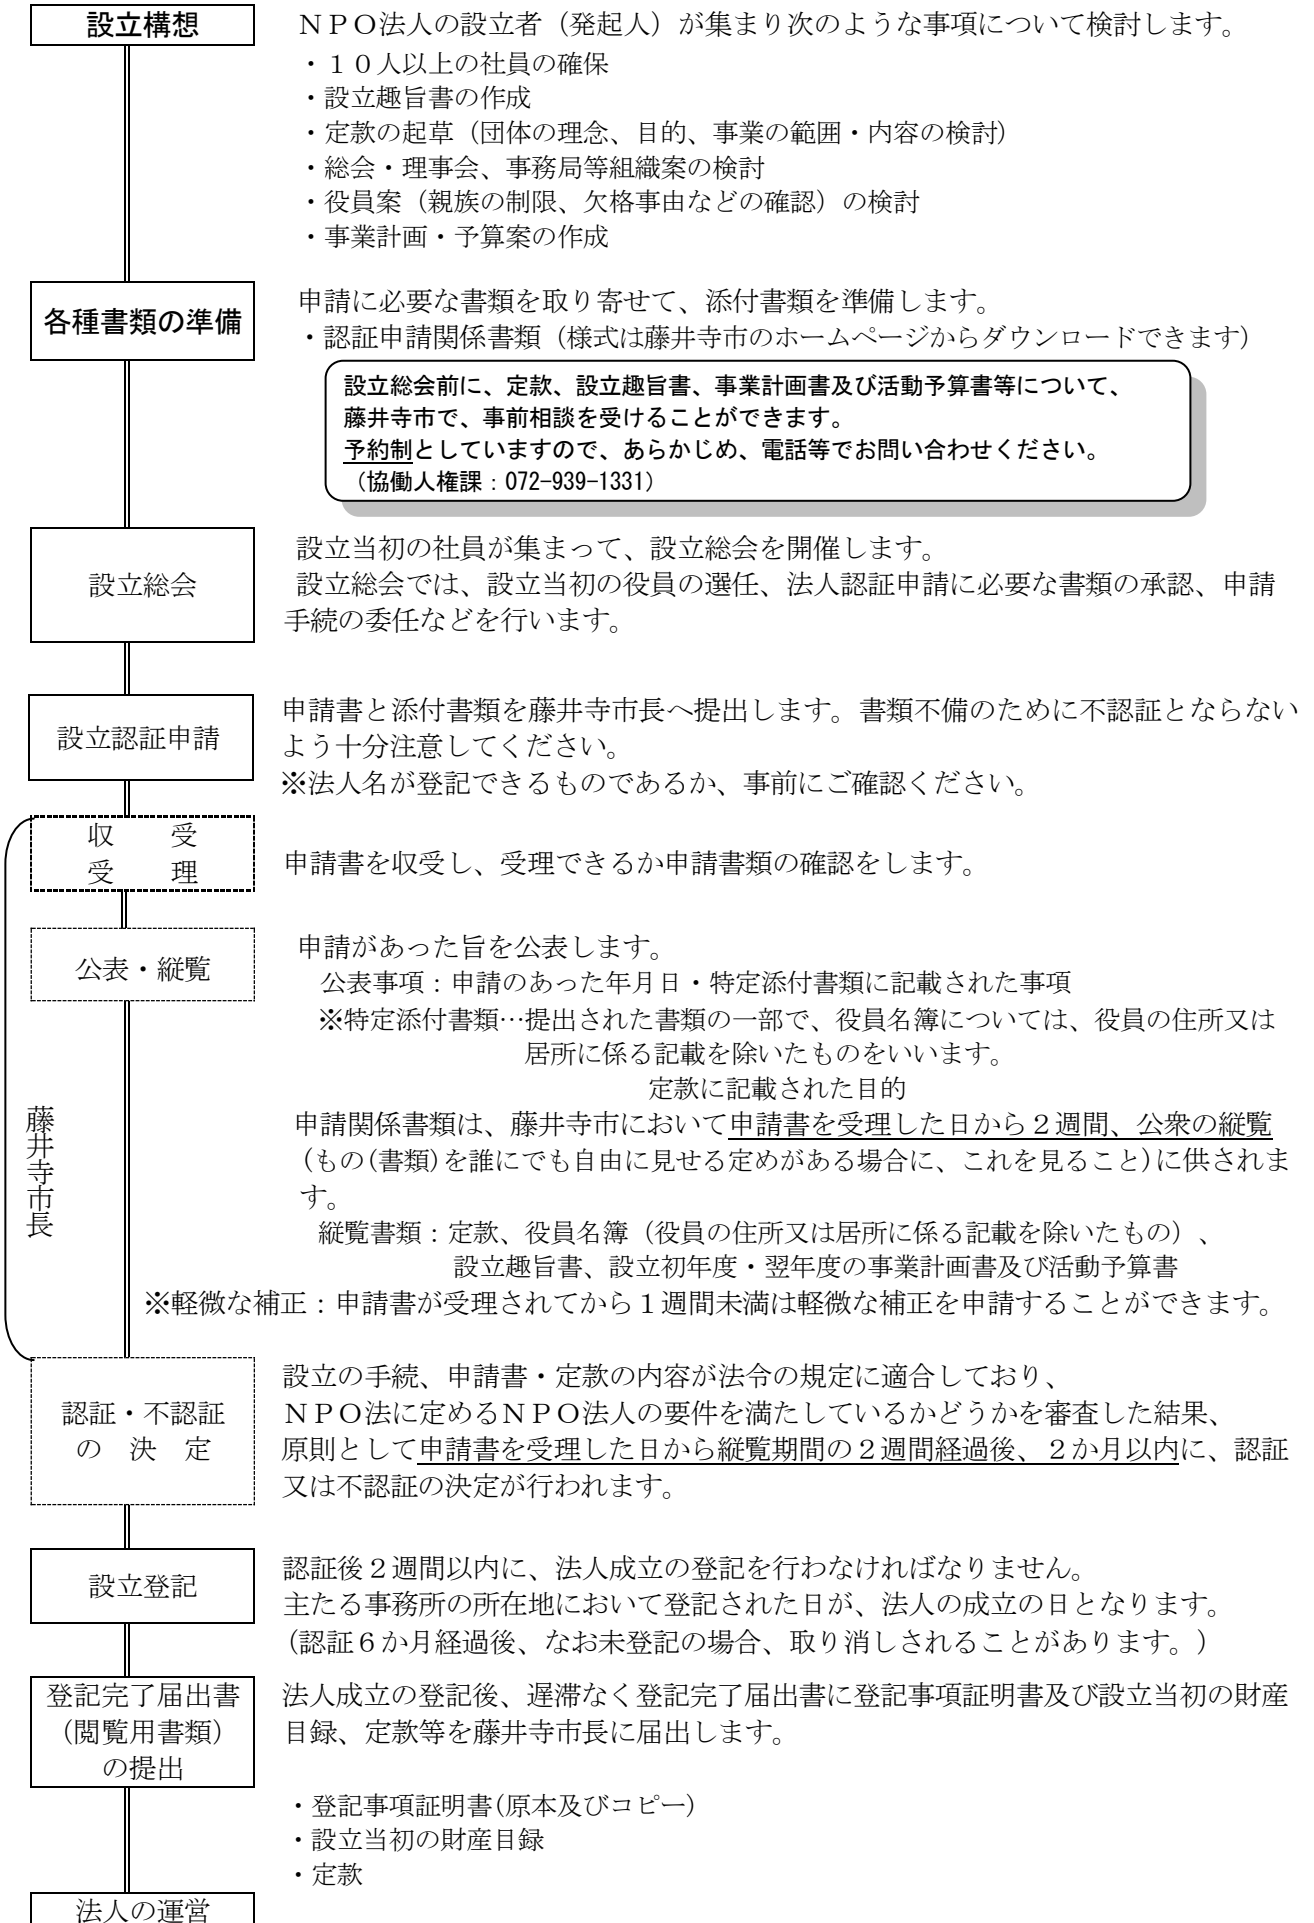 設立構想
ＮＰＯ法人の設立者（発起人）が集まり次のような事項について検討します。
・１０人以上の社員の確保
・設立趣旨書の作成
・定款の起草（団体の理念、目的、事業の範囲・内容の検討）
・総会・理事会、事務局等組織案の検討
・役員案（親族の制限、欠格事由などの確認）の検討
・事業計画・予算案の作成
各種書類の準備
申請に必要な書類を取り寄せて、添付書類を準備します。
・認証申請関係書類（様式は藤井寺市のホームページからダウンロードできます）
設立総会前に、定款、設立趣旨書、事業計画書及び活動予算書等について、
藤井寺市で、事前相談を受けることができます。
予約制としていますので、あらかじめ、電話等でお問い合わせください。
（協働人権課：072-939-1331）
設立総会
設立当初の社員が集まって、設立総会を開催します。
設立総会では、設立当初の役員の選任、法人認証申請に必要な書類の承認、申請
手続の委任などを行います。
設立認証申請
申請書と添付書類を藤井寺市長へ提出します。書類不備のために不認証とならない
よう十分注意してください。
※法人名が登記できるものであるか、事前にご確認ください。
収　　受
受　　理
申請書を収受し、受理できるか申請書類の確認をします。
公表・縦覧
申請があった旨を公表します。
公表事項：申請のあった年月日・特定添付書類に記載された事項
※特定添付書類…提出された書類の一部で、役員名簿については、役員の住所又は
居所に係る記載を除いたものをいいます。
定款に記載された目的
申請関係書類は、藤井寺市において申請書を受理した日から２週間、公衆の縦覧
(もの(書類)を誰にでも自由に見せる定めがある場合に、これを見ること)に供されま
す。
縦覧書類：定款、役員名簿（役員の住所又は居所に係る記載を除いたもの）、
設立趣旨書、設立初年度・翌年度の事業計画書及び活動予算書
※軽微な補正：申請書が受理されてから１週間未満は軽微な補正を申請することができます。
藤井寺市長
認証・不認証
の　決　定
設立の手続、申請書・定款の内容が法令の規定に適合しており、
ＮＰＯ法に定めるＮＰＯ法人の要件を満たしているかどうかを審査した結果、
原則として申請書を受理した日から縦覧期間の２週間経過後、２か月以内に、認証
又は不認証の決定が行われます。
設立登記
認証後２週間以内に、法人成立の登記を行わなければなりません。
主たる事務所の所在地において登記された日が、法人の成立の日となります。
（認証６か月経過後、なお未登記の場合、取り消しされることがあります。）
登記完了届出書
（閲覧用書類）
の提出
法人成立の登記後、遅滞なく登記完了届出書に登記事項証明書及び設立当初の財産
目録、定款等を藤井寺市長に届出します。
・登記事項証明書(原本及びコピー)
・設立当初の財産目録
・定款
法人の運営